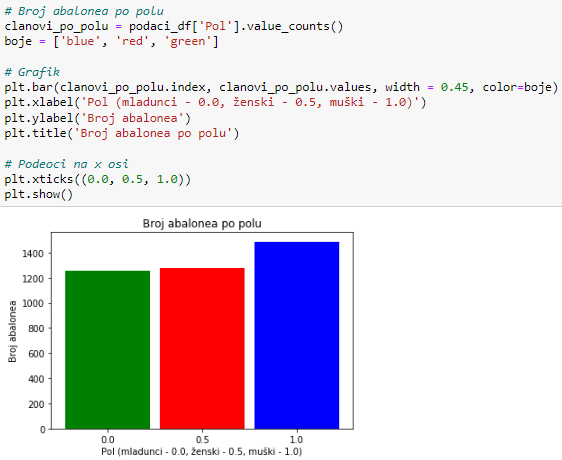 # Broj abalonea po polu
clanovi_po_polu = podaci_df['Pol'].value_counts()
boje = ['blue', 'red', 'green']
# Grafik
plt.bar(clanovi_po_polu.index, clanovi_po_polu.values, width = 0.45, color=boje)
plt.xlabel('Pol (mladunci - 0.0, ženski - 0.5, muški - 1.0)')
plt.ylabel('Broj abalonea')
plt.title('Broj abalonea po polu')
# Podeoci na x osi
plt.xticks((0.0, 0.5, 1.0))
plt.show()
Broj abalonea po polu
1400
1200
1000
800
600
400
200
0
Broj abalonea
0.0 0.5 1.0
Pol (mladunci - 0.0, ženski - 0.5, muški - 1.0)